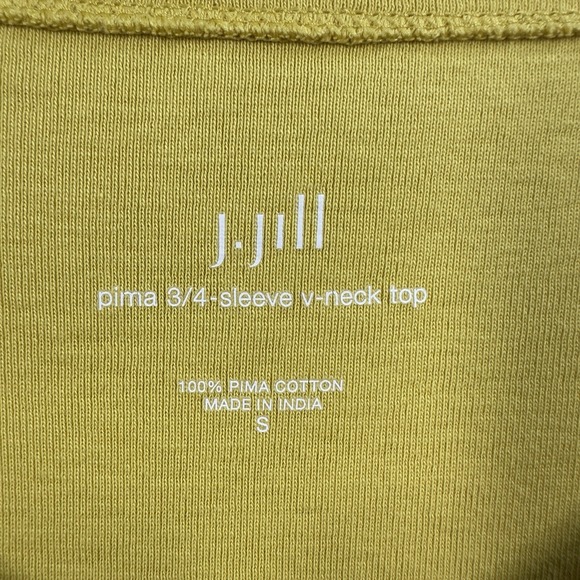 J.Jill
pima 3/4-sleeve v-neck top
100% PIMA COTTON
MADE IN INDIA
S